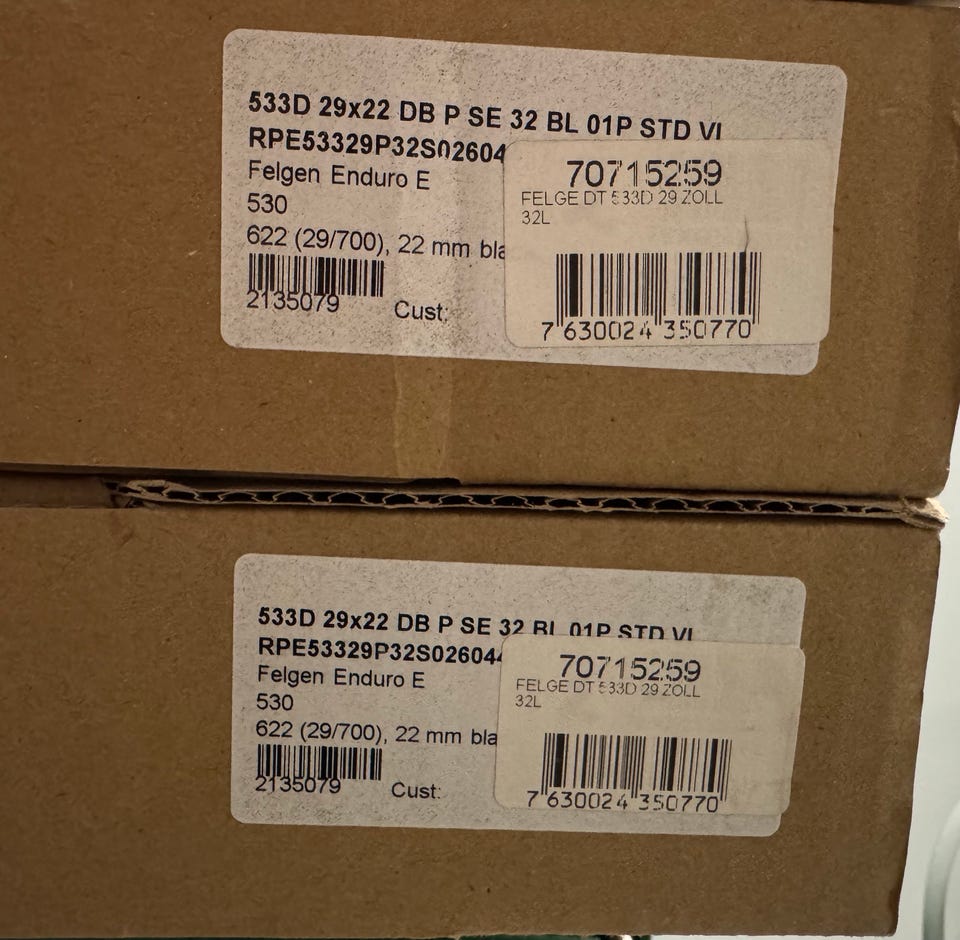 533D 29x22 DB P SE 32 BL 01P STD VI
RPE53329P32S02604
Felgen Enduro E
530
622 (29/700), 22 mm bla
2135079
Cust:
70715259
FELGE DT 533D 29 ZOLL
32L
7 630024 350770
533D 29x22 DB P SE 32 BL 01P STD VI
RPE53329P32S026044
Felgen Enduro E
530
622 (29/700), 22 mm bla
2135079
Cust:
70715259
FELGE DT 533D 29 ZOLL
32L
7 630024 350770